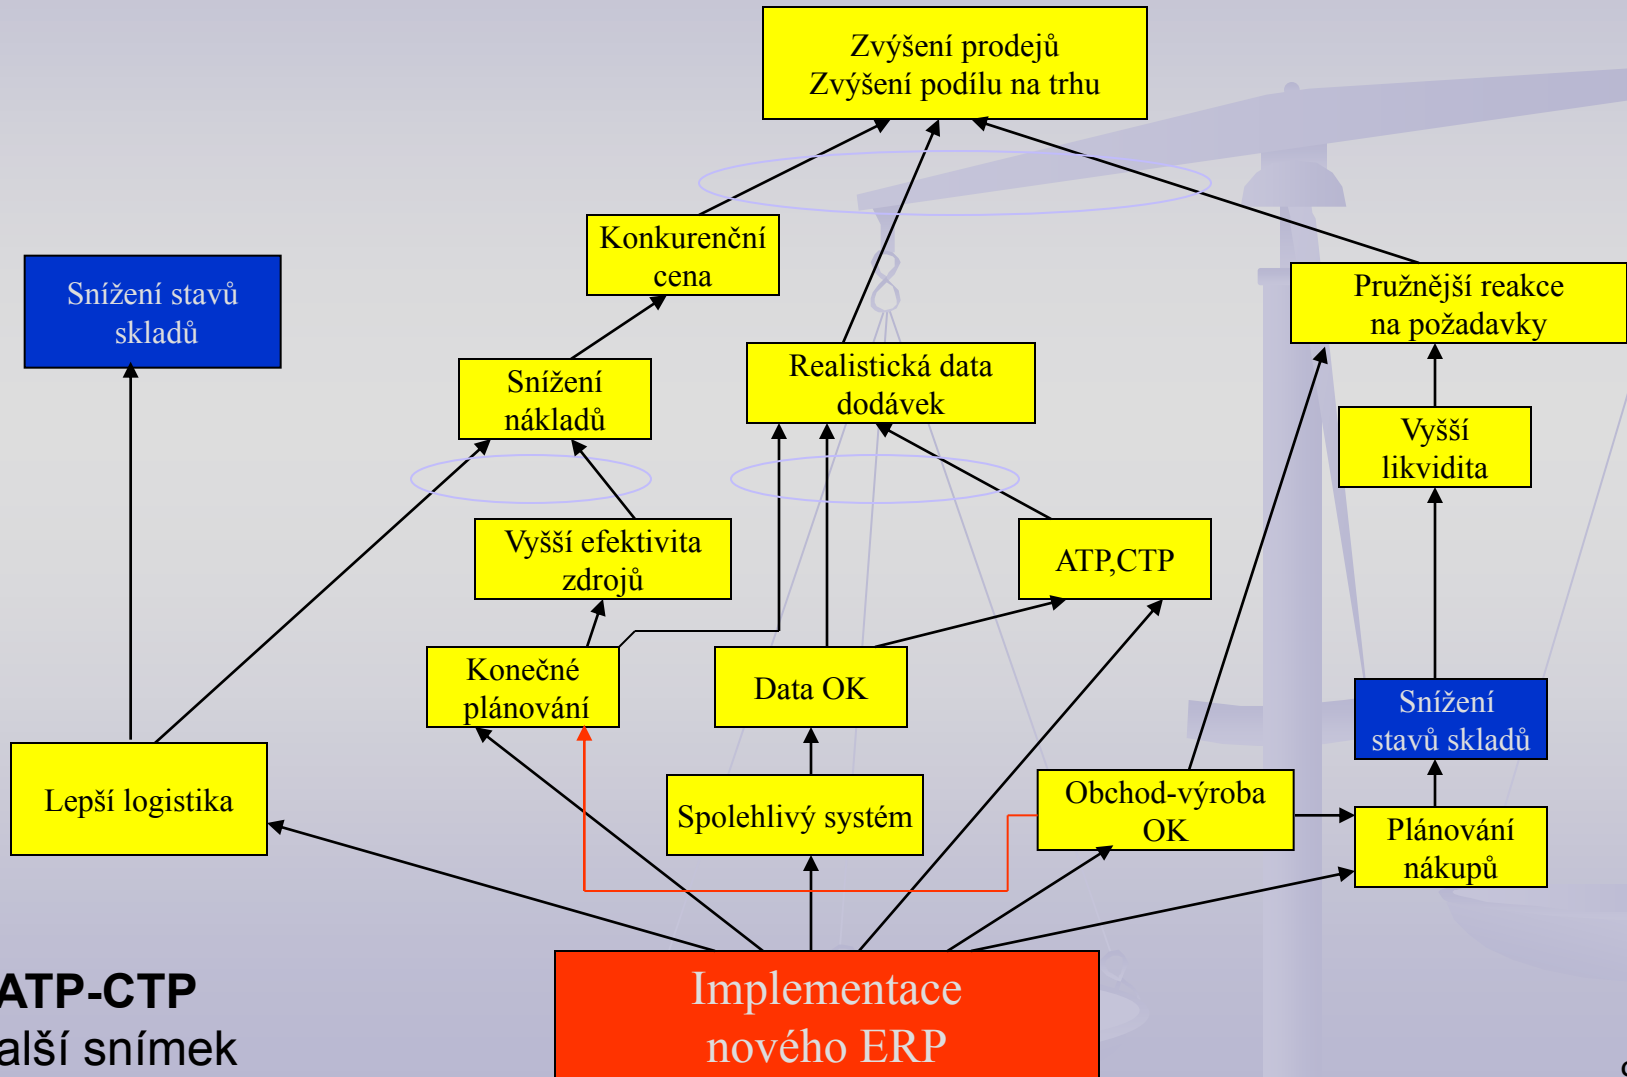 Zvýšení prodejů
Zvýšení podílu na trhu
Konkurenční
cena
Snížení stavů
skladů
Pružnější reakce
na požadavky
Snížení
nákladů
Realistická data
dodávek
Vyšší
likvidita
Vyšší efektivita
zdrojů
ATP,CTP
Konečné
plánování
Data OK
Snížení
stavů skladů
Lepší logistika
Spolehlivý systém
Obchod-výroba
OK
Plánování
nákupů
Implementace
nového ERP
ATP-CTP
alší snímek